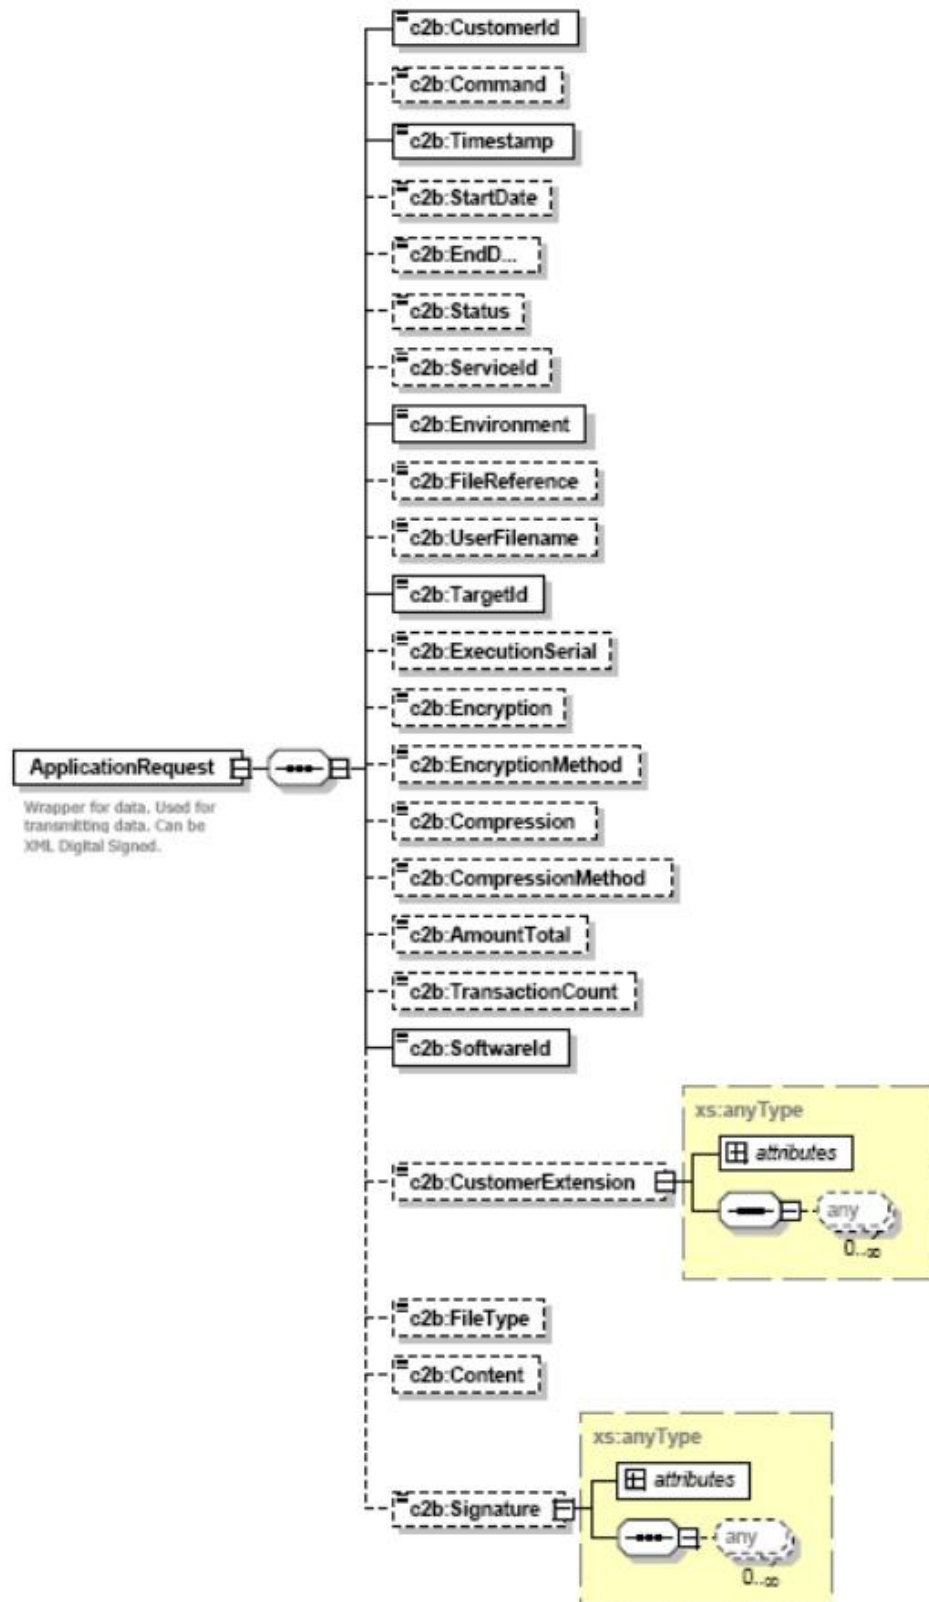 c2b:CustomerId
c2b:Command
c2b:Timestamp
c2b:StartDate
c2b:EndD...
c2b:Status
c2b:ServiceId
c2b:Environment
c2b:FileReference
c2b:UserFilename
c2b:TargetId
c2b:ExecutionSerial
c2b:Encryption
c2b:EncryptionMethod
ApplicationRequest
Wrapper for data. Used for
transmitting data. Can be
XML Digital Signed.
c2b:Compression
c2b:CompressionMethod
c2b:AmountTotal
c2b:TransactionCount
c2b:SoftwareId
c2b:CustomerExtension
xs:anyType
attributes
any
0..∞
c2b:FileType
c2b:Content
c2b:Signature
xs:anyType
attributes
any
0..∞